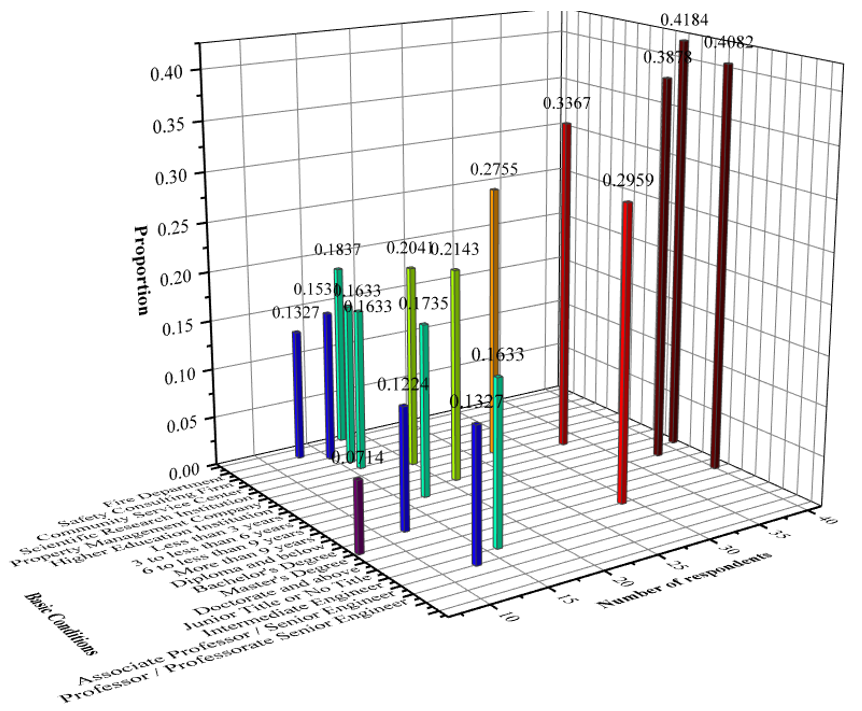 0.4184
0.4082
0.3878
0.3367
0.2959
0.2755
0.2041
0.2143
0.1837
0.1633
0.1327
0.1633
0.1735
0.1633
0.1224
0.1327
0.0714
0.40
0.35
0.30
0.25
0.20
0.15
0.10
0.05
0.00
Proportion
Fire Department
Safety Consulting Firm
Community Service Center
Scientific Research Institution
Property Management Company
Higher Education Institution
Less than 3 years
3 to less than 6 years
6 to less than 9 years
More than 9 years
Diploma and below
Bachelor's Degree
Master's Degree
Doctorate and above
Junior Title or No Title
Intermediate Engineer
Associate Professor / Senior Engineer
Professor / Professorate Senior Engineer
Basic Conditions
10
15
20
25
30
35
40
Number of respondents